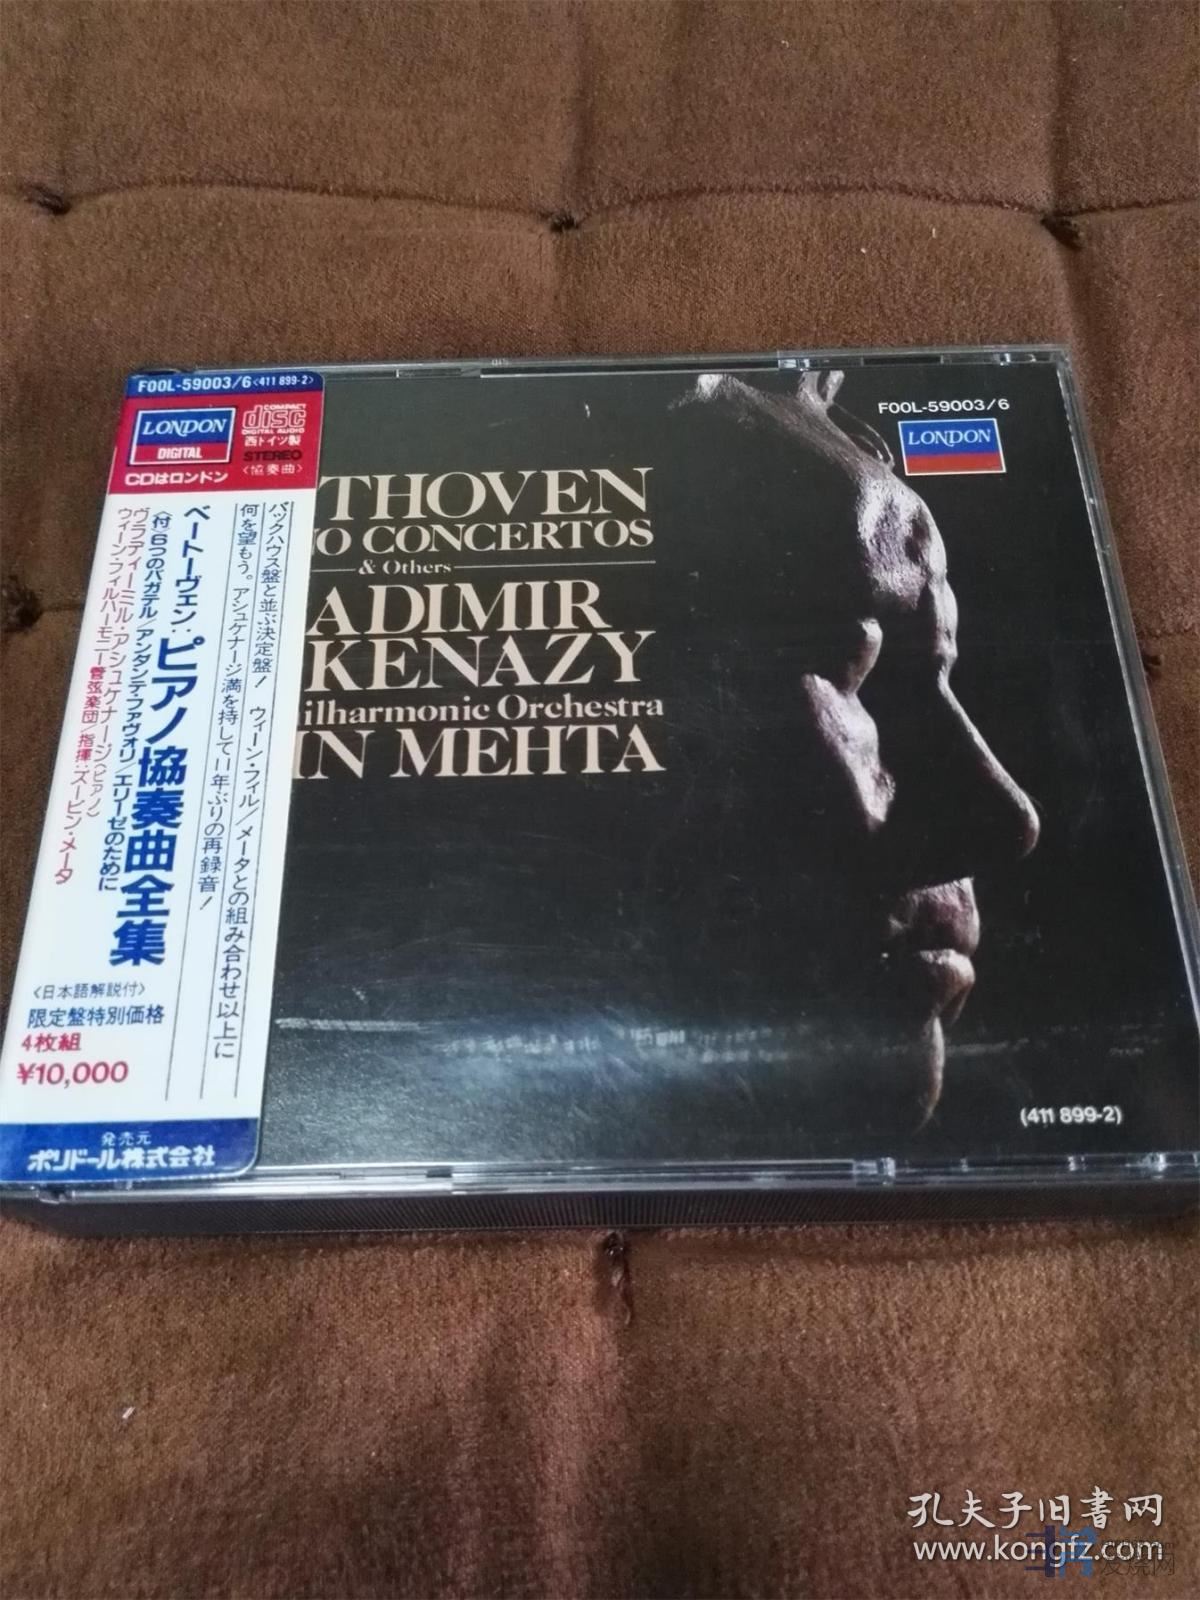 FOOL-59003/6<411 899-2>
LONDON
DIGITAL
CDはロンドン
COMPACT
disc
DIGITAL AUDIO
西ドイツ製
STEREO
〈協奏曲〉
バックハウス盤と並ぶ決定盤! ウィーン・フィル/メータとの組み合わせ以上に
何を望もう。アシュケナージ満を持して11年ぶりの再録音!
ベートーヴェン:ピアノ協奏曲全集
〈付〉6つのバガテル/アンダンテ・ファヴォリ/エリーゼのために
ヴラディーミル・アシュケナージ(ピアノ)
ウィーン・フィルハーモニー管弦楽団/指揮:ズービン・メータ
〈日本語解説付〉
限定盤特別価格
4枚組
¥10,000
発売元
ポリドール株式会社
FOOL-59003/6
LONDON
THOVEN
NO CONCERTOS
& Others
ADIMIR
KENAZY
ilharmonic Orchestra
IN MEHTA
(411 899-2)
孔夫子旧書网
www.kongfz.com
发烧网